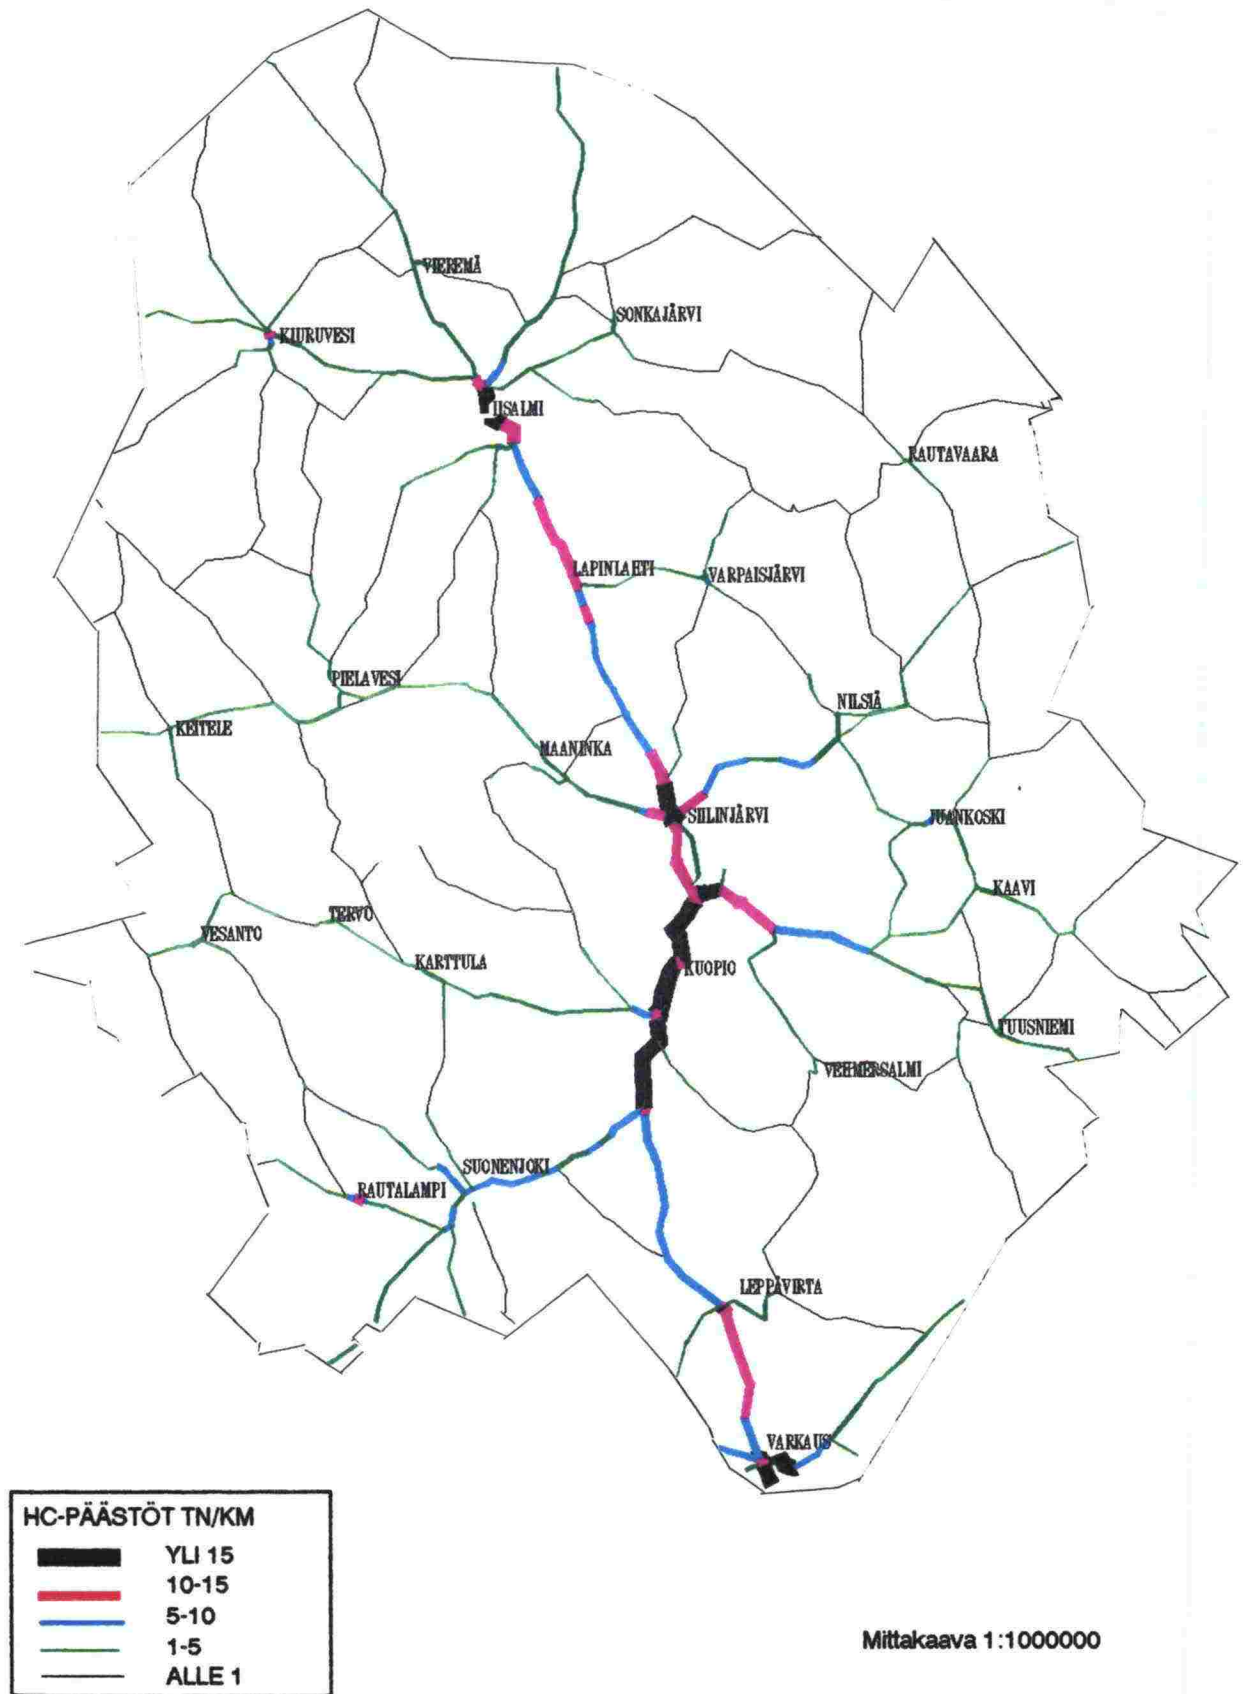 VIEREMÄ
SONKAJÄRVI
KIURUVESI
IISALMI
RAUTAVAARA
LAPINLAHTI
VARPAISJÄRVI
PIELAVESI
NILSIÄ
KEITELE
MAANINKA
SIILINJÄRVI
JUANKOSKI
KAAVI
TERVO
VESANTO
KARTTULA
KUOPIO
TUUSNIEMI
VEHMERSALMI
SUONENJOKI
RAUTALAMPI
LEPPÄVIRTA
VARKAUS
HC-PÄÄSTÖT TN/KM
YLI 15
10-15
5-10
1-5
ALLE 1
Mittakaava 1:1000000